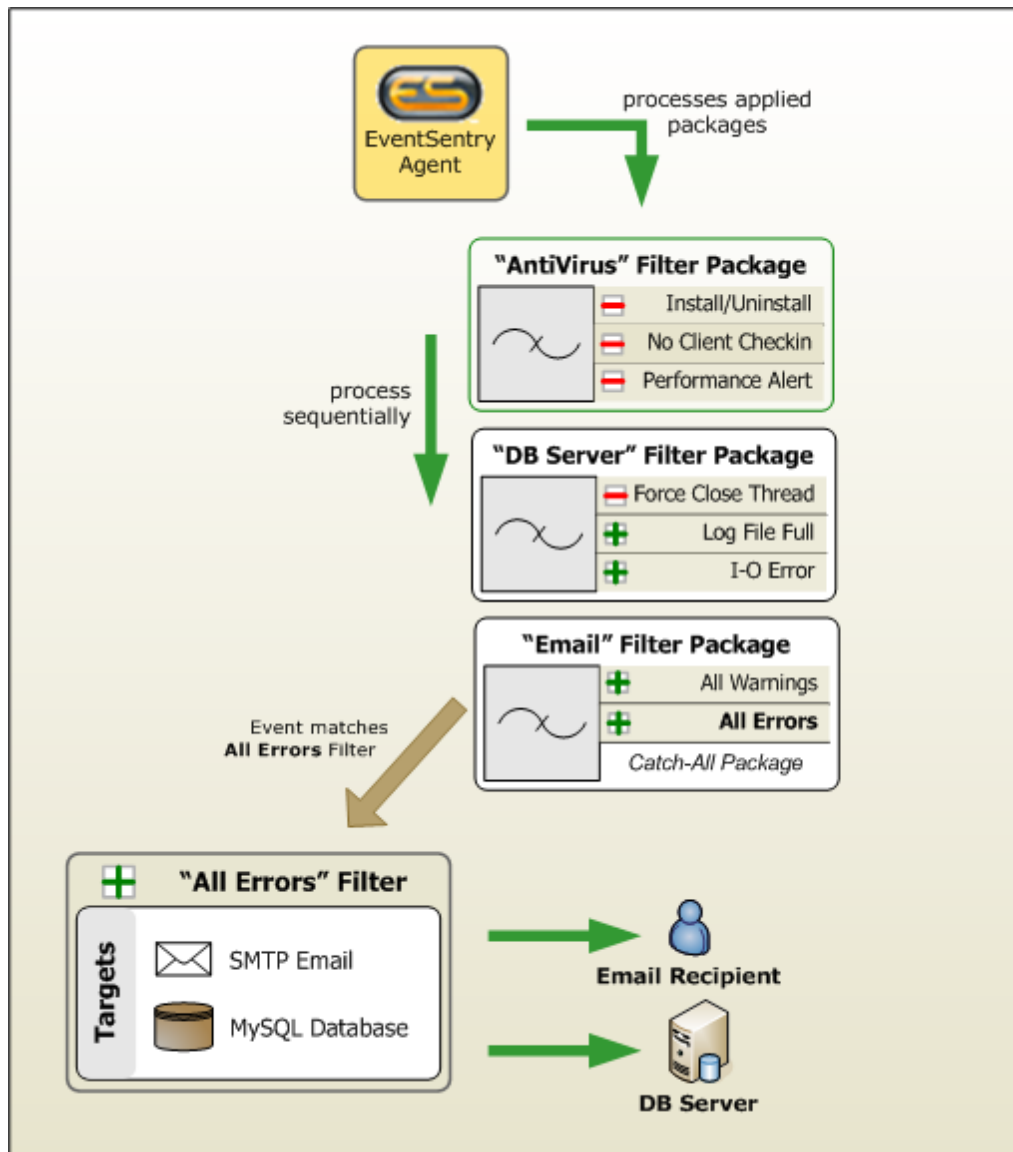 ES
EventSentry
Agent
processes applied
packages
“AntiVirus” Filter Package
Install/Uninstall
No Client Checkin
Performance Alert
process
sequentially
“DB Server” Filter Package
Force Close Thread
Log File Full
I-O Error
“Email” Filter Package
All Warnings
All Errors
Catch-All Package
Event matches
All Errors Filter
“All Errors” Filter
Targets
SMTP Email
MySQL Database
Email Recipient
DB Server